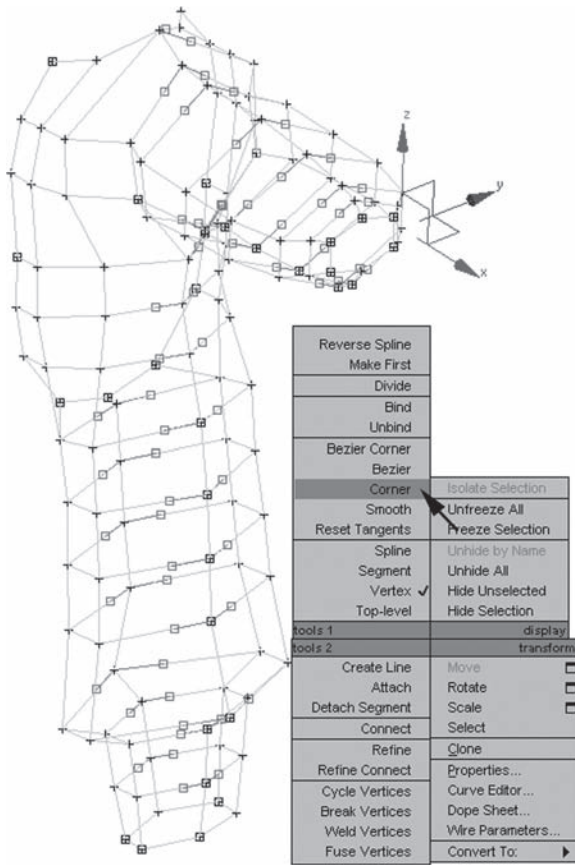 z
y
x
Reverse Spline
Make First
Divide
Bind
Unbind
Bezier Corner
Bezier
Corner
Smooth
Reset Tangents
Spline
Segment
Vertex ✓
Top-level
tools 1
Isolate Selection
Unfreeze All
Freeze Selection
Unhide by Name
Unhide All
Hide Unselected
Hide Selection
display
tools 2
Create Line
Attach
Detach Segment
Connect
Refine
Refine Connect
Cycle Vertices
Break Vertices
Weld Vertices
Fuse Vertices
transform
Move
Rotate
Scale
Select
Clone
Properties...
Curve Editor...
Dope Sheet...
Wire Parameters...
Convert To: